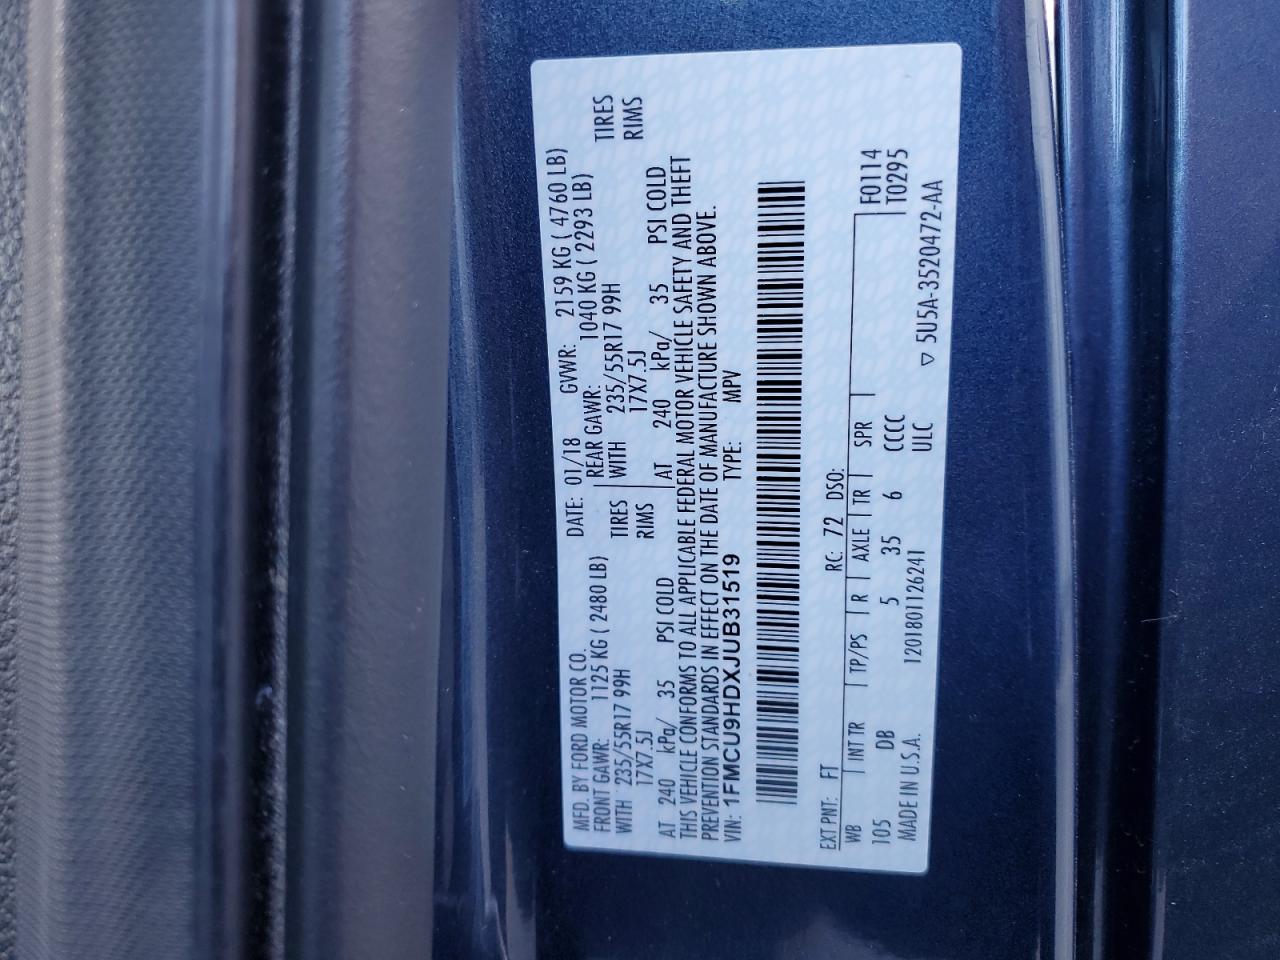 MFD. BY FORD MOTOR CO. DATE: 01/18 GVWR: 2159 KG ( 4760 LB)
FRONT GAWR: 1125 KG ( 2480 LB) REAR GAWR: 1040 KG ( 2293 LB)
WITH 235/55R17 99H TIRES WITH 235/55R17 99H TIRES
17X7.5J RIMS 17X7.5J RIMS
AT 240 kPa/ 35 PSI COLD AT 240 kPa/ 35 PSI COLD
THIS VEHICLE CONFORMS TO ALL APPLICABLE FEDERAL MOTOR VEHICLE SAFETY AND THEFT
PREVENTION STANDARDS IN EFFECT ON THE DATE OF MANUFACTURE SHOWN ABOVE.
VIN: 1FMCU9HDXJUB31519 TYPE: MPV
EXT PNT: FT RC: 72 DSO: F0114
WB INT TR TP/PS R AXLE TR SPR T0295
105 DB 5 35 6 CCCC
MADE IN U.S.A. 1201801126241 ULC ▽ 5U5A-3520472-AA